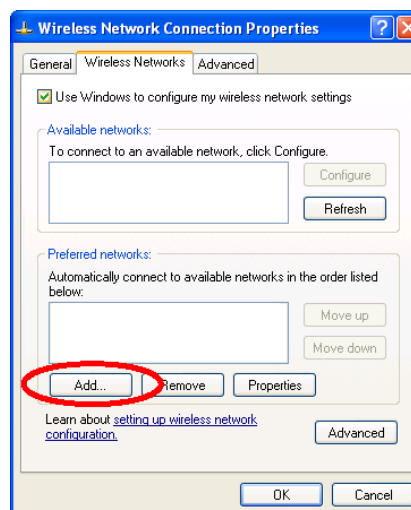 Wireless Network Connection Properties
General Wireless Networks Advanced
Use Windows to configure my wireless network settings
Available networks:
To connect to an available network, click Configure.
Configure
Refresh
Preferred networks:
Automatically connect to available networks in the order listed
below:
Move up
Move down
Add... Remove Properties
Learn about setting up wireless network
configuration.
Advanced
OK Cancel